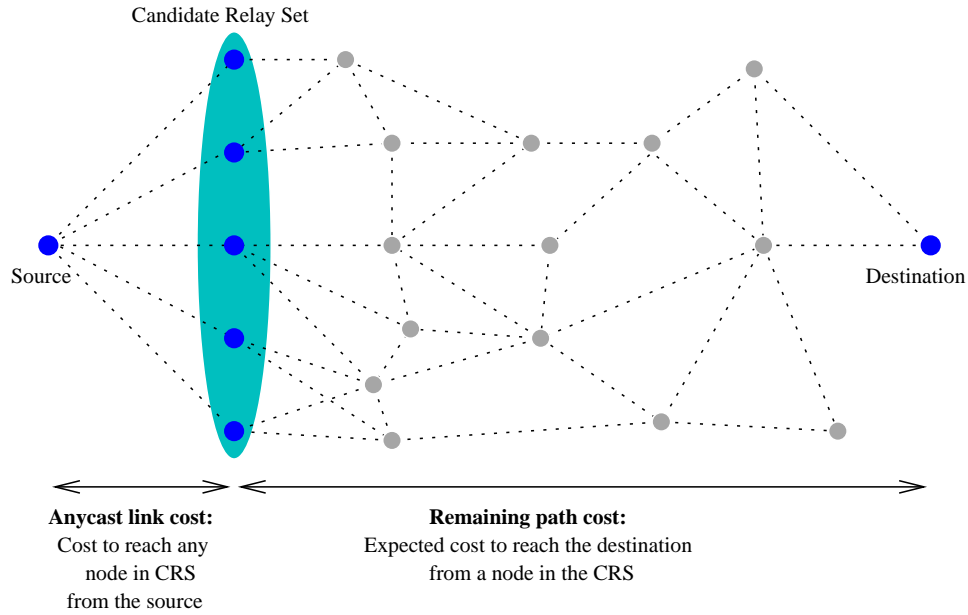 Candidate Relay Set
Source
Destination
Anycast link cost:
Cost to reach any
node in CRS
from the source
Remaining path cost:
Expected cost to reach the destination
from a node in the CRS